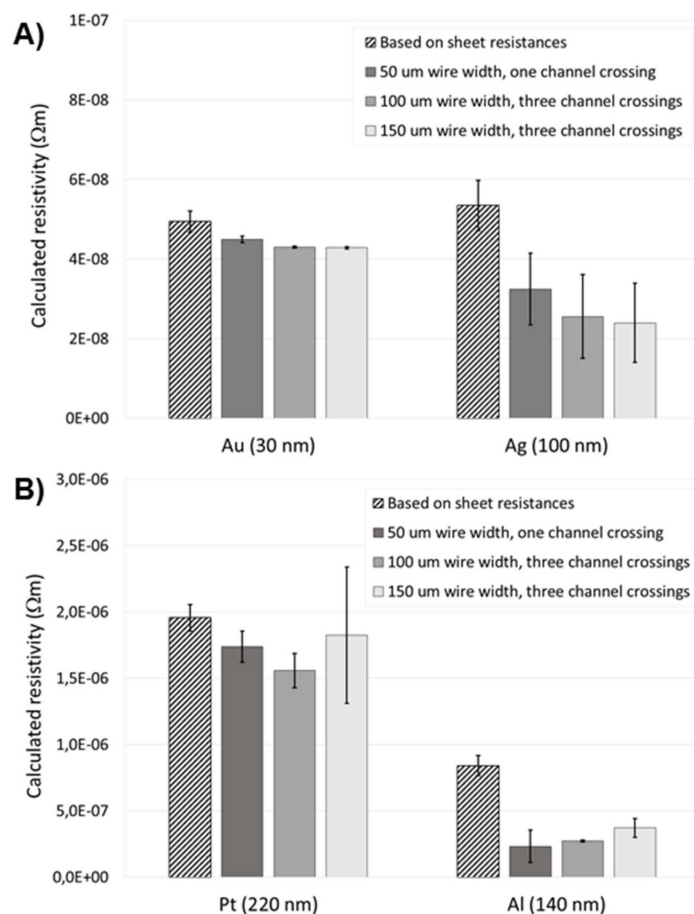 A)
1E-07
8E-08
6E-08
4E-08
2E-08
0E+00
Calculated resistivity (Ωm)
Based on sheet resistances
50 um wire width, one channel crossing
100 um wire width, three channel crossings
150 um wire width, three channel crossings
Au (30 nm)
Ag (100 nm)
B)
3,0E-06
2,5E-06
2,0E-06
1,5E-06
1,0E-06
5,0E-07
0,0E+00
Calculated resistivity (Ωm)
Based on sheet resistances
50 um wire width, one channel crossing
100 um wire width, three channel crossings
150 um wire width, three channel crossings
Pt (220 nm)
Al (140 nm)